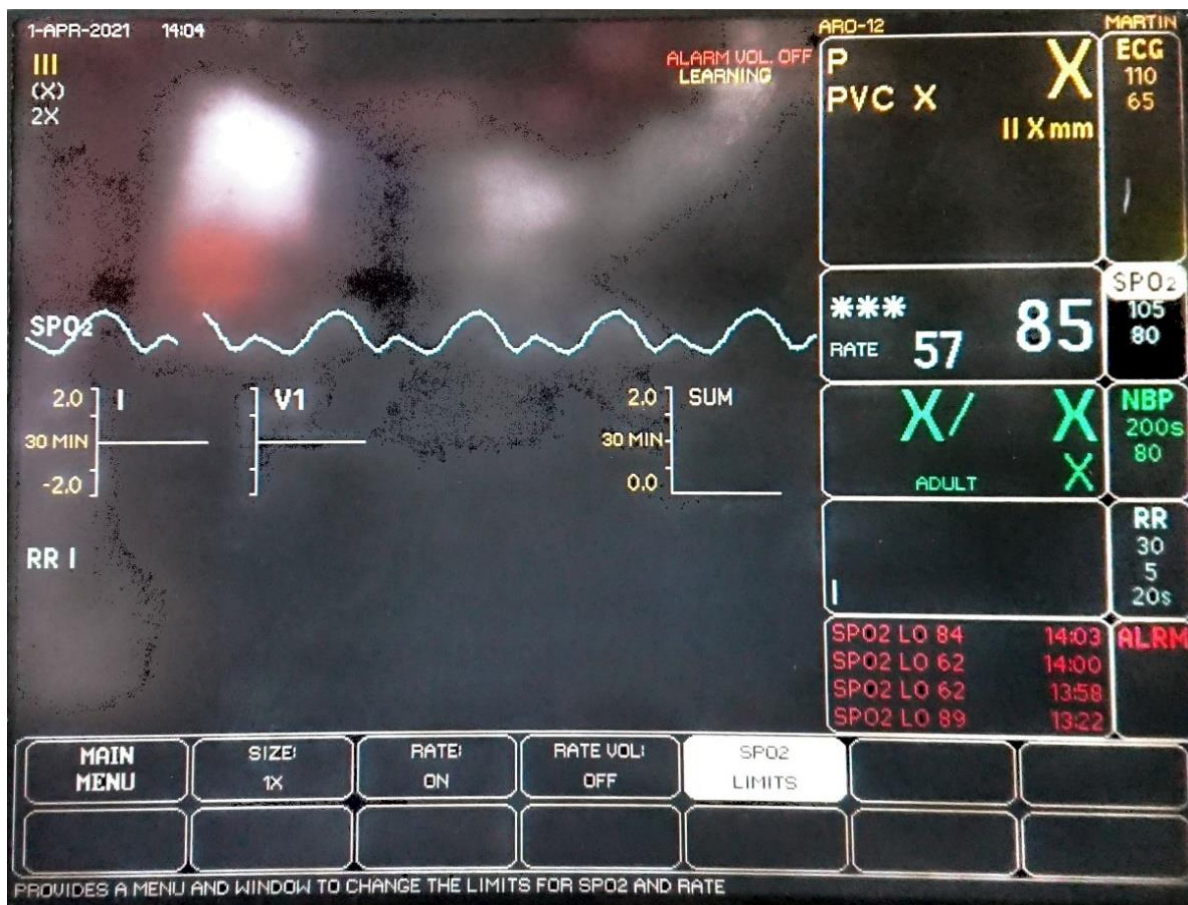 1-APR-2021 14:04
ARO-12
MARTIN
III
(X)
2X
ALARM VOL. OFF
LEARNING
P X
PVC X
II X mm
ECG
110
65
SPO2
*** 85
RATE 57
SPO2
105
80
2.0 I
30 MIN
-2.0
V1
2.0 SUM
30 MIN
0.0
X/ X
ADULT X
NBP
200s
80
RR I
RR
30
5
20s
SPO2 LO 84 14:03
SPO2 LO 62 14:00
SPO2 LO 62 13:58
SPO2 LO 89 13:22
ALRM
MAIN
MENU
SIZE:
1X
RATE:
ON
RATE VOL:
OFF
SPO2
LIMITS
PROVIDES A MENU AND WINDOW TO CHANGE THE LIMITS FOR SPO2 AND RATE